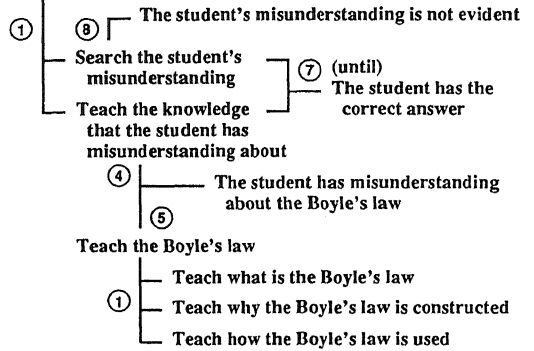 The student's misunderstanding is not evident
① ⑧
Search the student's
misunderstanding
⑦ (until)
The student has the
correct answer
Teach the knowledge
that the student has
misunderstanding about
④
The student has misunderstanding
about the Boyle's law
⑤
Teach the Boyle's law
Teach what is the Boyle's law
① Teach why the Boyle's law is constructed
Teach how the Boyle's law is used